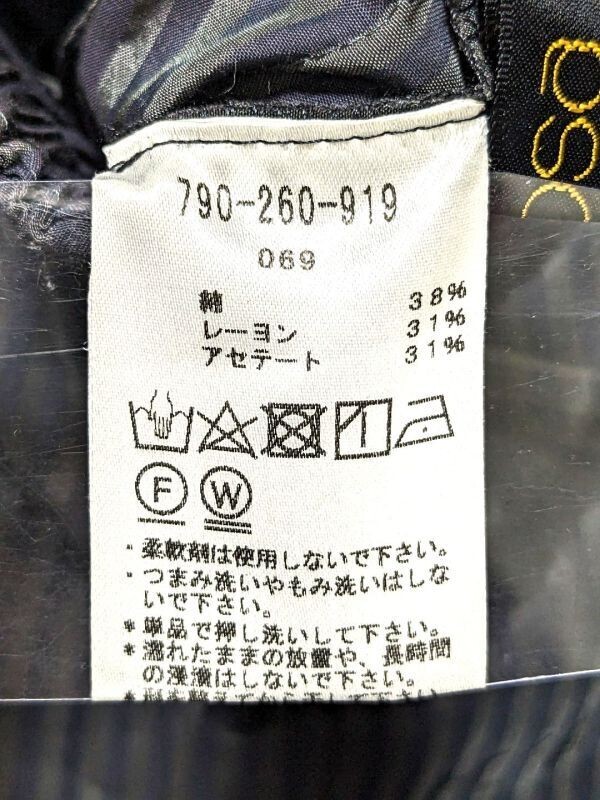 790-260-919
069
綿 38%
レーヨン 31%
アセテート 31%
F W
・柔軟剤は使用しないで下さい。
・つまみ洗いやもみ洗いはしな
いで下さい。
＊単品で押し洗いして下さい。
＊濡れたままの放置や、長時間
の浸漬はしないで下さい。
osa